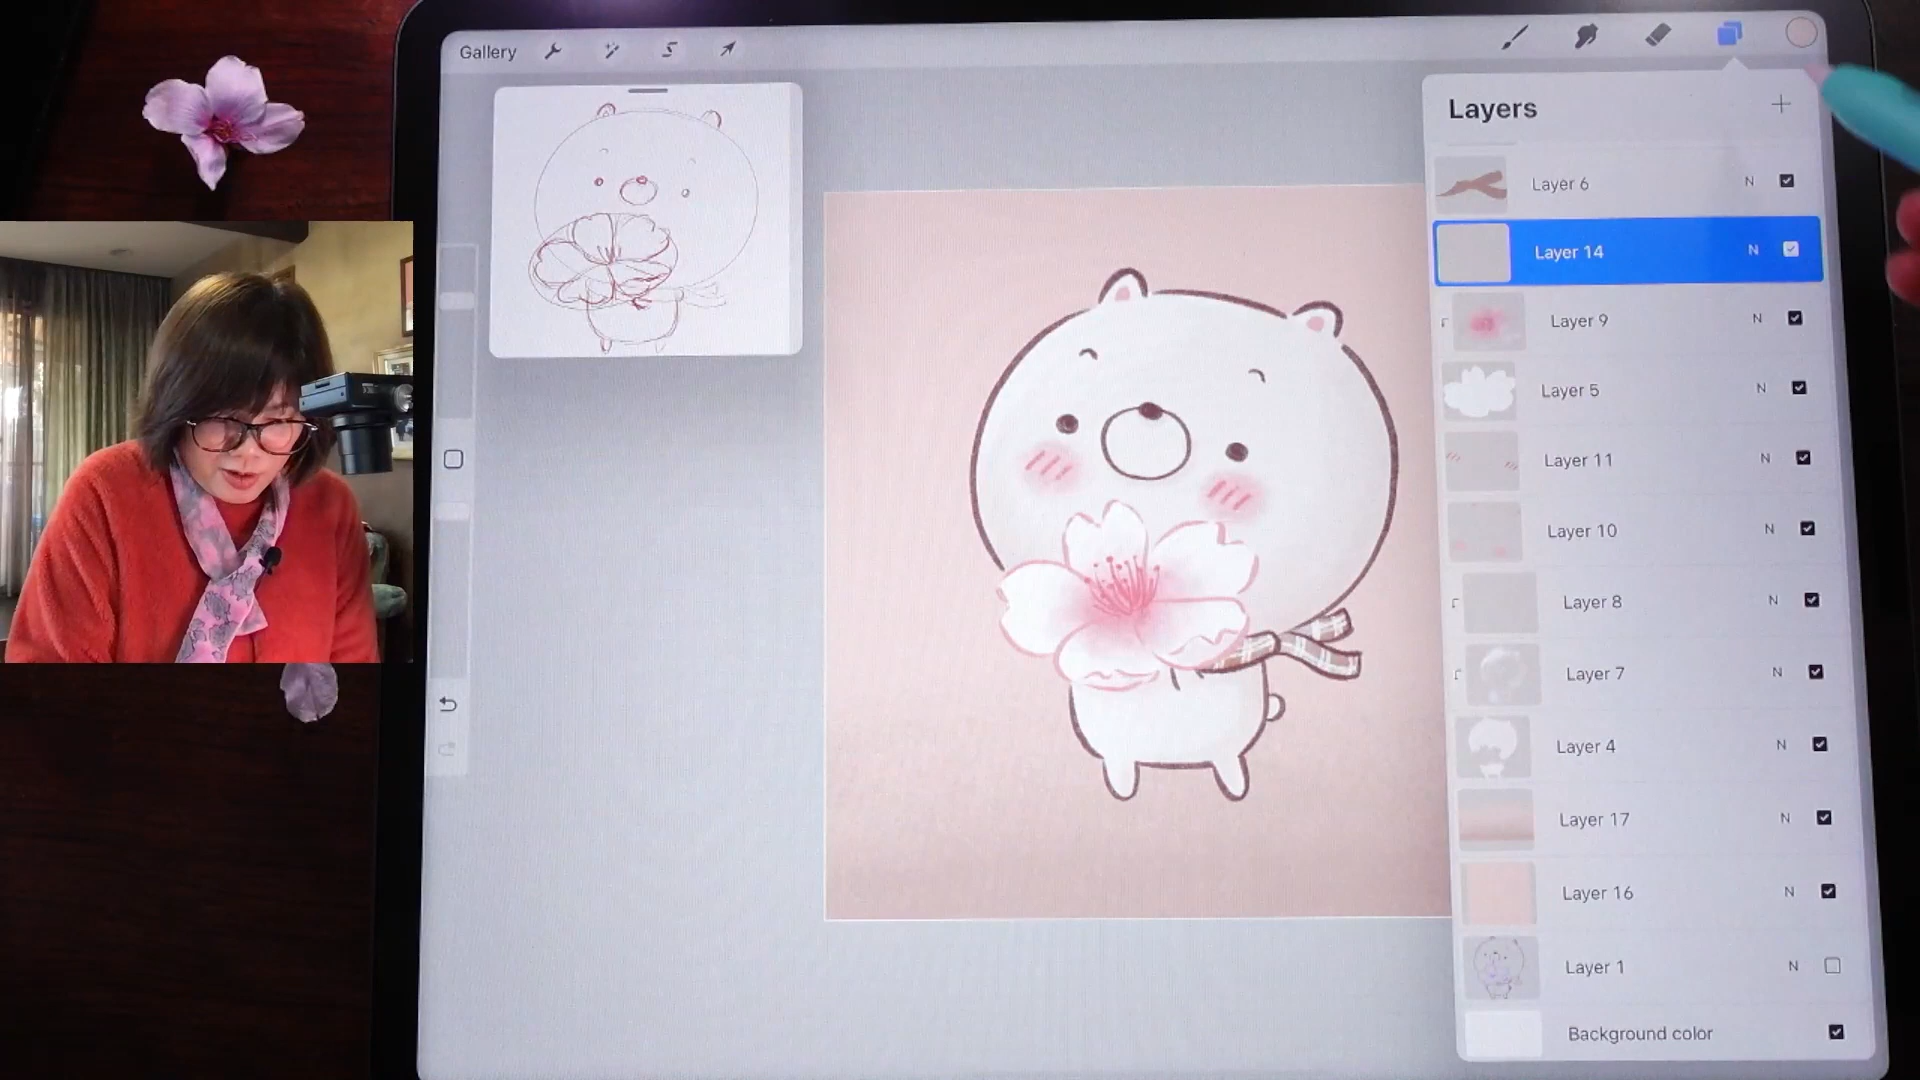 Gallery
Layers
Layer 6 N
Layer 14 N
Layer 9 N
Layer 5 N
Layer 11 N
Layer 10 N
Layer 8 N
Layer 7 N
Layer 4 N
Layer 17 N
Layer 16 N
Layer 1 N
Background color